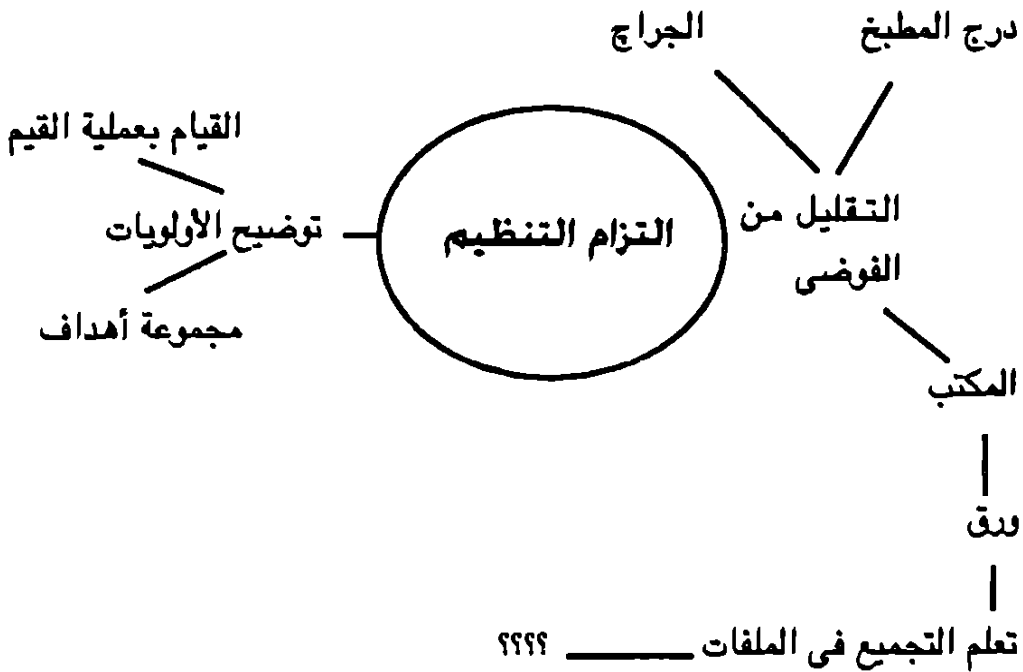 درج المطبخ
الجراج
التقليل من
الفوضى
المكتب
ورق
تعلم التجميع فى الملفات ______ ؟؟؟؟
التزام التنظيم
توضيح الأولويات
القيام بعملية القيم
مجموعة أهداف